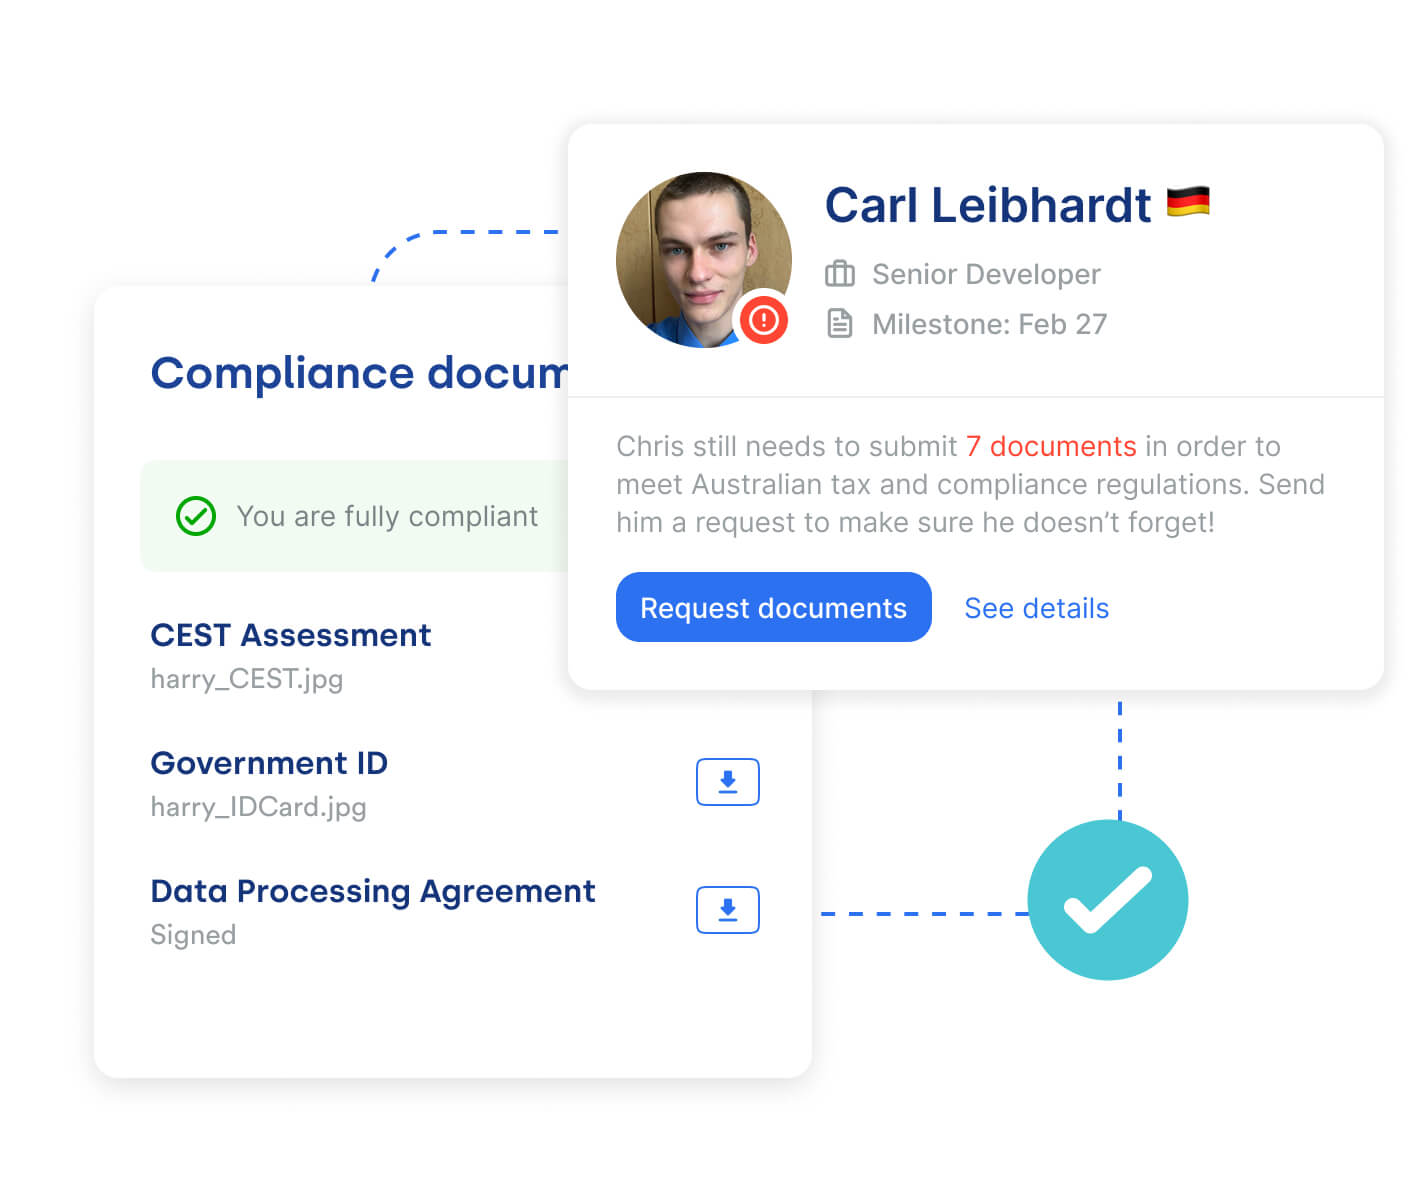 Carl Leibhardt
Senior Developer
Milestone: Feb 27
Chris still needs to submit 7 documents in order to
meet Australian tax and compliance regulations. Send
him a request to make sure he doesn’t forget!
Request documents
See details
Compliance docum
You are fully compliant
CEST Assessment
harry_CEST.jpg
Government ID
harry_IDCard.jpg
Data Processing Agreement
Signed